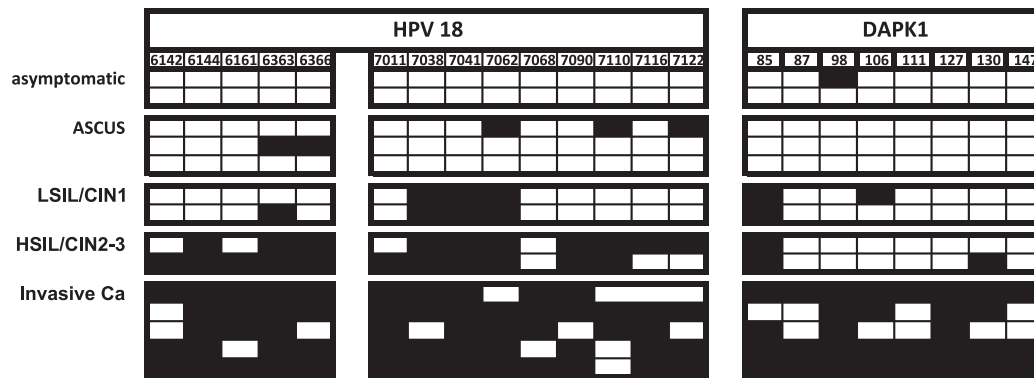 HPV 18 DAPK1
6142 6144 6161 6363 6366 7011 7038 7041 7062 7068 7090 7110 7116 7122 85 87 98 106 111 127 130 147
asymptomatic
ASCUS
LSIL/CIN1
HSIL/CIN2-3
Invasive Ca